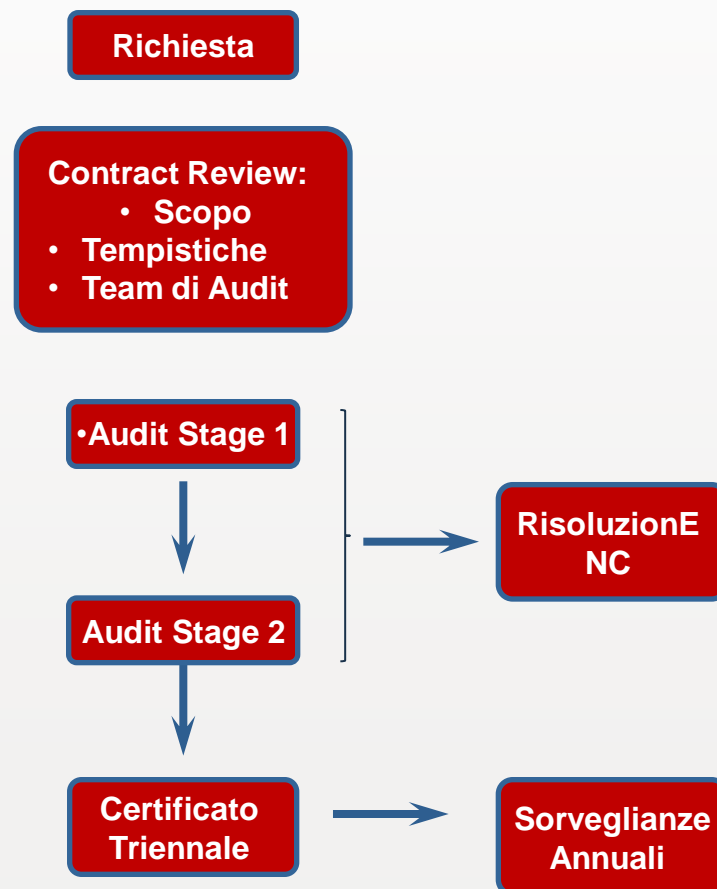 Richiesta
Contract Review:
• Scopo
• Tempistiche
• Team di Audit
•Audit Stage 1
RisoluzionE
NC
Audit Stage 2
Certificato
Triennale
Sorveglianze
Annuali